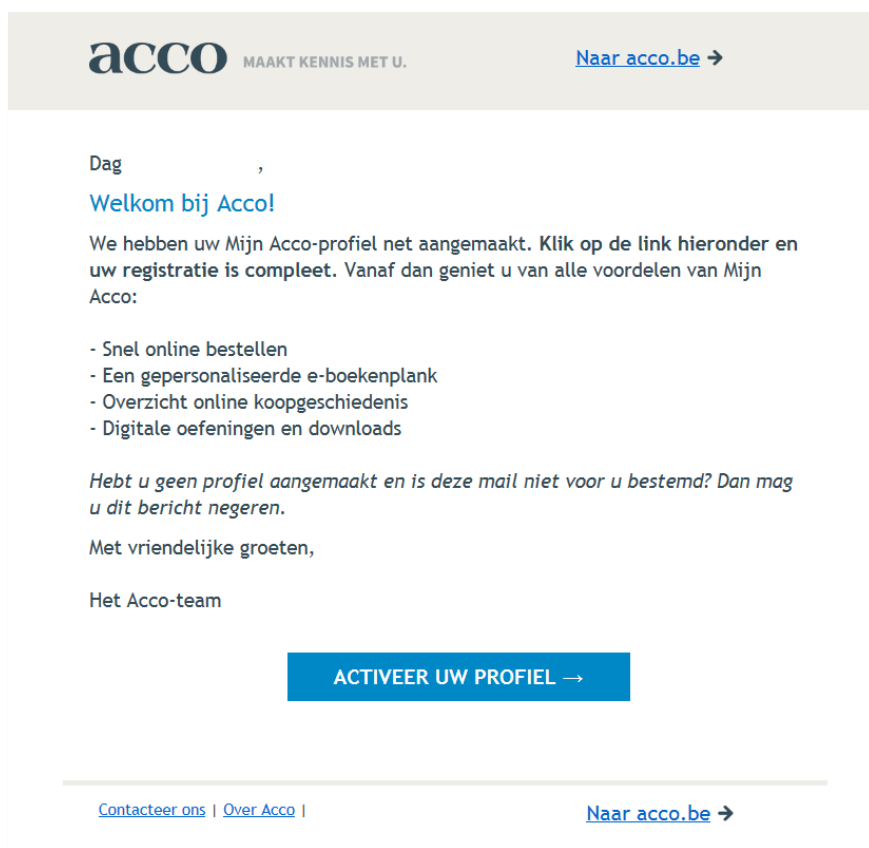 acco MAAKT KENNIS MET U.
Naar acco.be →
Dag ,
Welkom bij Acco!
We hebben uw Mijn Acco-profiel net aangemaakt. Klik op de link hieronder en
uw registratie is compleet. Vanaf dan geniet u van alle voordelen van Mijn
Acco:
- Snel online bestellen
- Een gepersonaliseerde e-boekenplank
- Overzicht online koopgeschiedenis
- Digitale oefeningen en downloads
Hebt u geen profiel aangemaakt en is deze mail niet voor u bestemd? Dan mag
u dit bericht negeren.
Met vriendelijke groeten,
Het Acco-team
ACTIVEER UW PROFIEL →
Contacteer ons | Over Acco |
Naar acco.be →